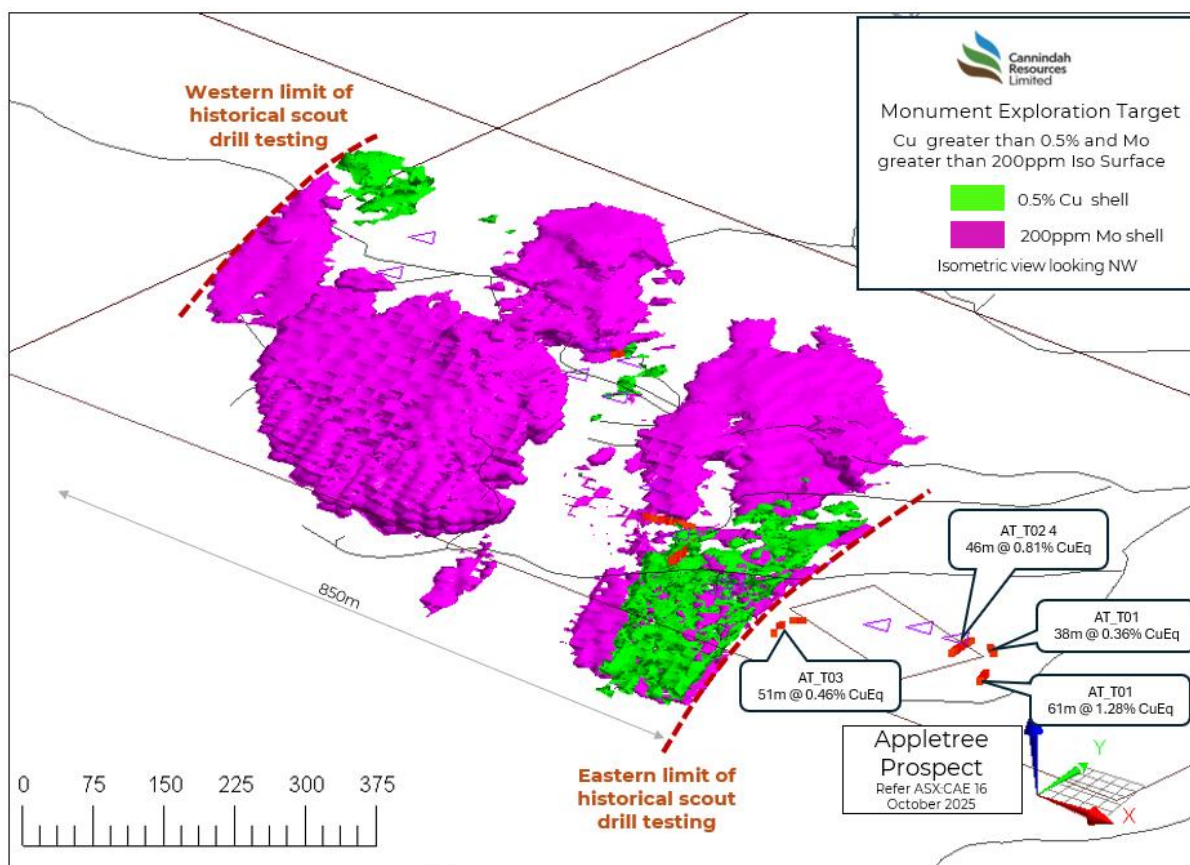 Cannindah
Resources
Limited
Monument Exploration Target
Cu greater than 0.5% and Mo
greater than 200ppm Iso Surface
0.5% Cu shell
200ppm Mo shell
Isometric view looking NW
Western limit of
historical scout
drill testing
850m
AT_T02 4
46m @ 0.81% CuEq
AT_T01
38m @ 0.36% CuEq
AT_T03
51m @ 0.46% CuEq
AT_T01
61m @ 1.28% CuEq
Appletree
Prospect
Refer ASX:CAE 16
October 2025
Y
X
Eastern limit of
historical scout
drill testing
0 75 150 225 300 375